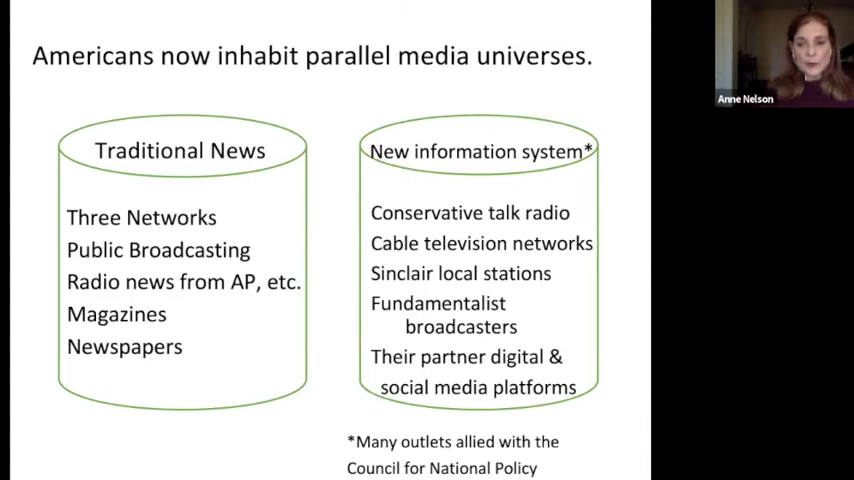 Americans now inhabit parallel media universes.
Anne Nelson
Traditional News
Three Networks
Public Broadcasting
Radio news from AP, etc.
Magazines
Newspapers
New information system*
Conservative talk radio
Cable television networks
Sinclair local stations
Fundamentalist
broadcasters
Their partner digital &
social media platforms
*Many outlets allied with the
Council for National Policy